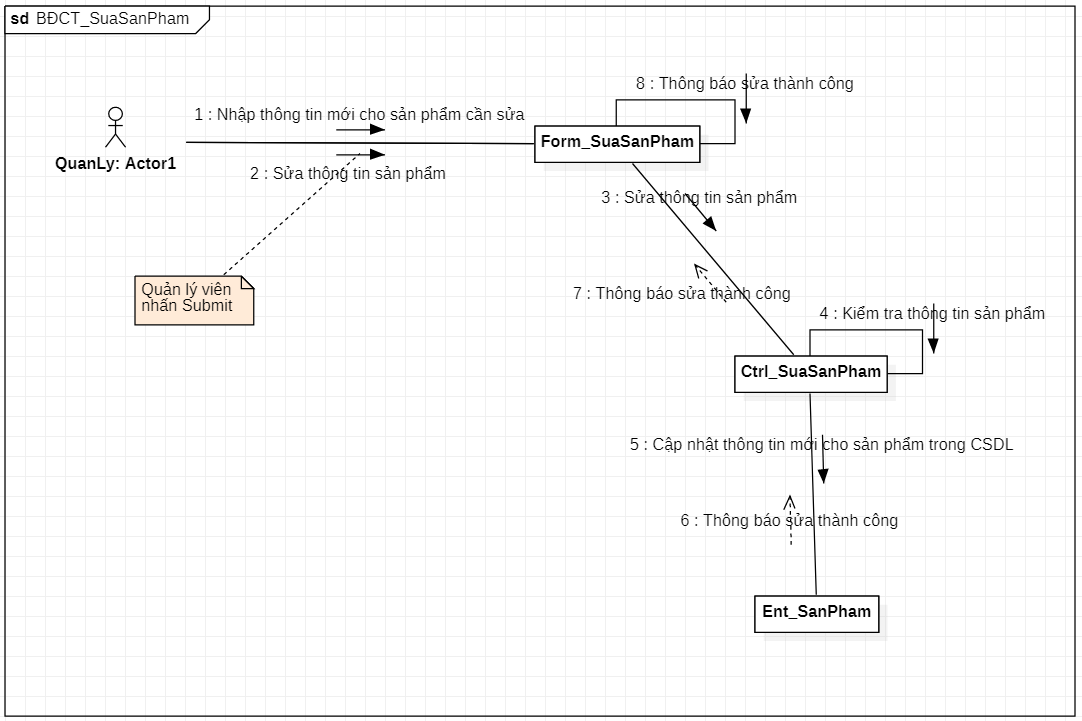 sd BĐCT_SuaSanPham
8 : Thông báo sửa thành công
1 : Nhập thông tin mới cho sản phẩm cần sửa
Form_SuaSanPham
QuanLy: Actor1
2 : Sửa thông tin sản phẩm
3 : Sửa thông tin sản phẩm
Quản lý viên
nhấn Submit
7 : Thông báo sửa thành công
4 : Kiểm tra thông tin sản phẩm
Ctrl_SuaSanPham
5 : Cập nhật thông tin mới cho sản phẩm trong CSDL
6 : Thông báo sửa thành công
Ent_SanPham